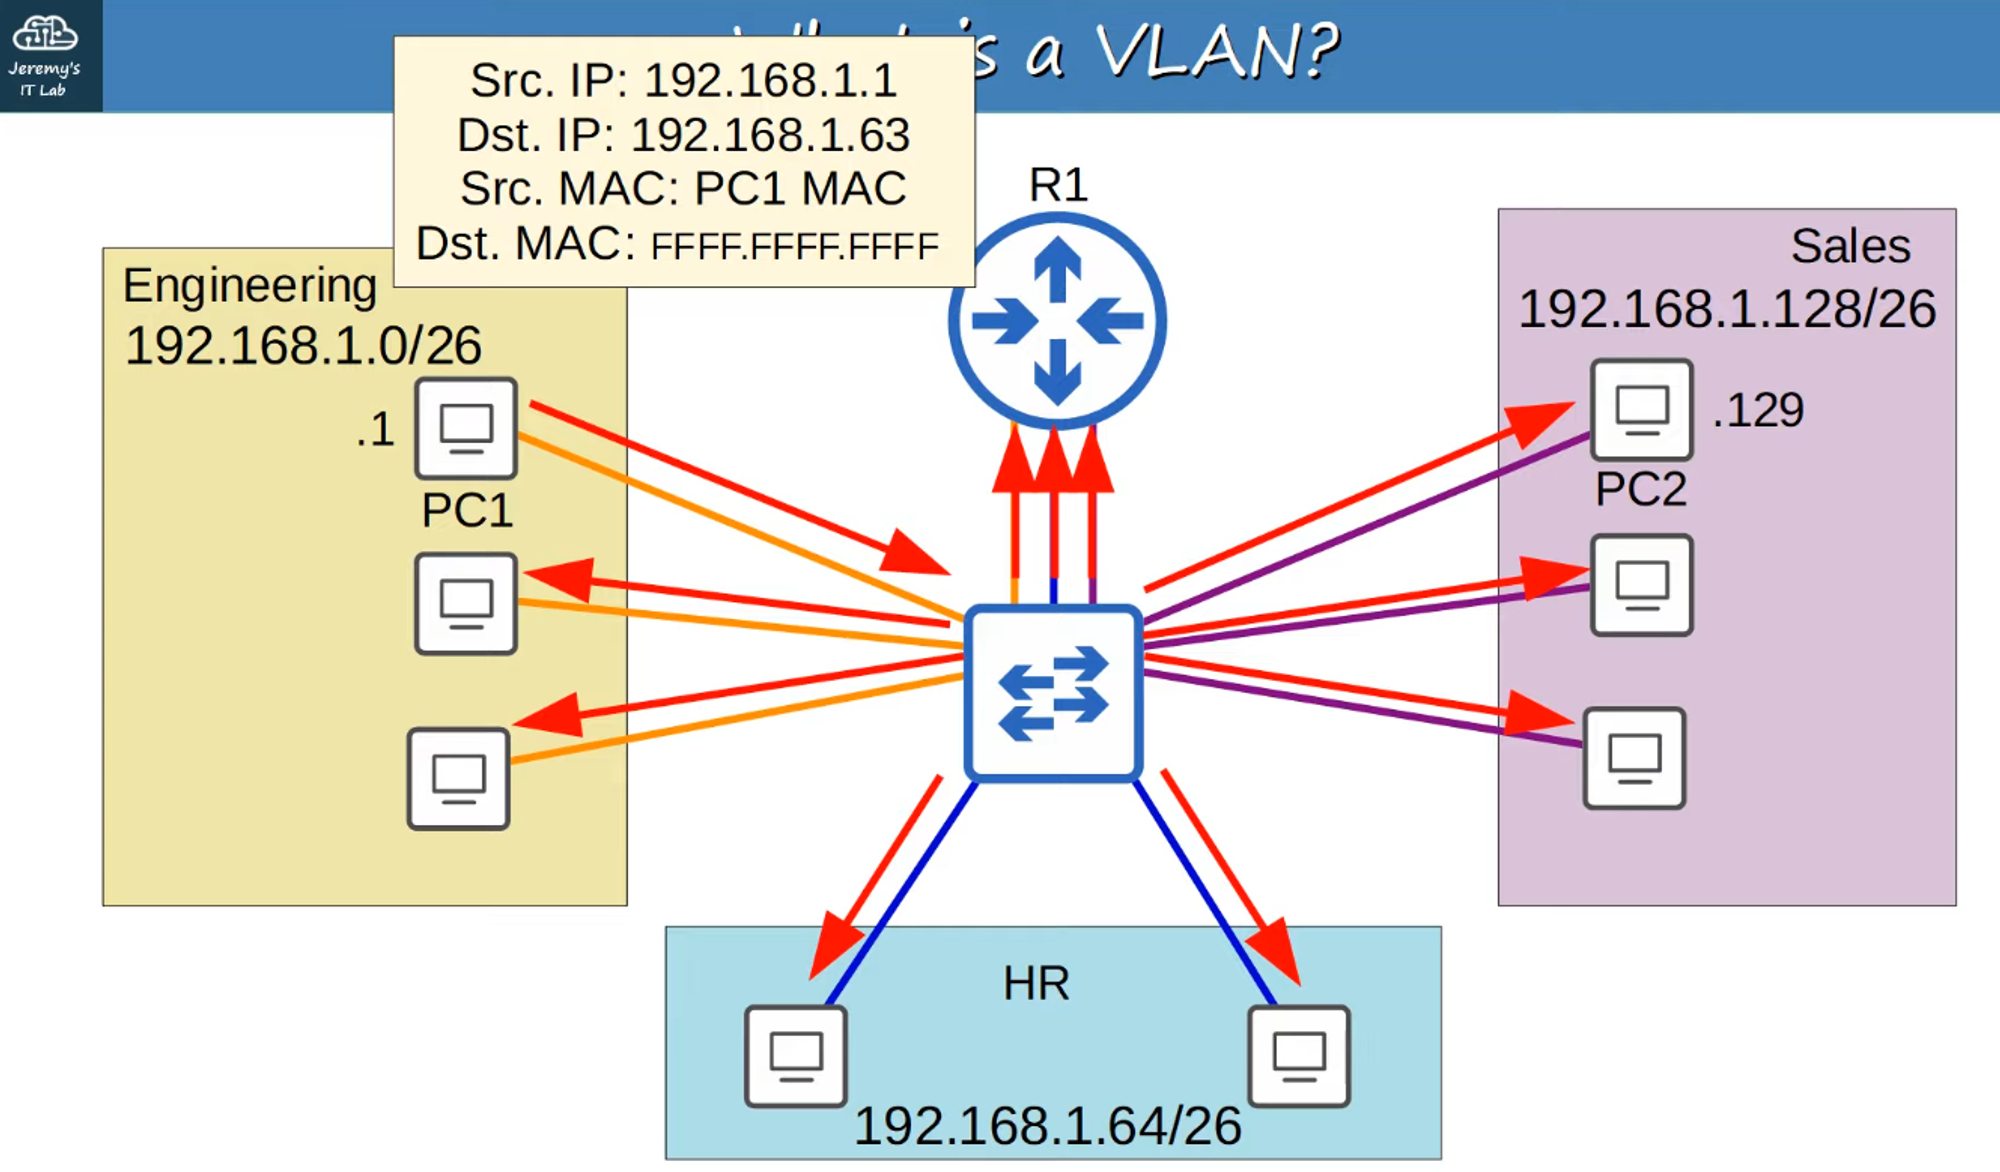 Jeremy's
IT Lab
is a VLAN?
Src. IP: 192.168.1.1
Dst. IP: 192.168.1.63
Src. MAC: PC1 MAC
Dst. MAC: FFFF.FFFF.FFFF
R1
Engineering
192.168.1.0/26
.1
PC1
Sales
192.168.1.128/26
.129
PC2
HR
192.168.1.64/26